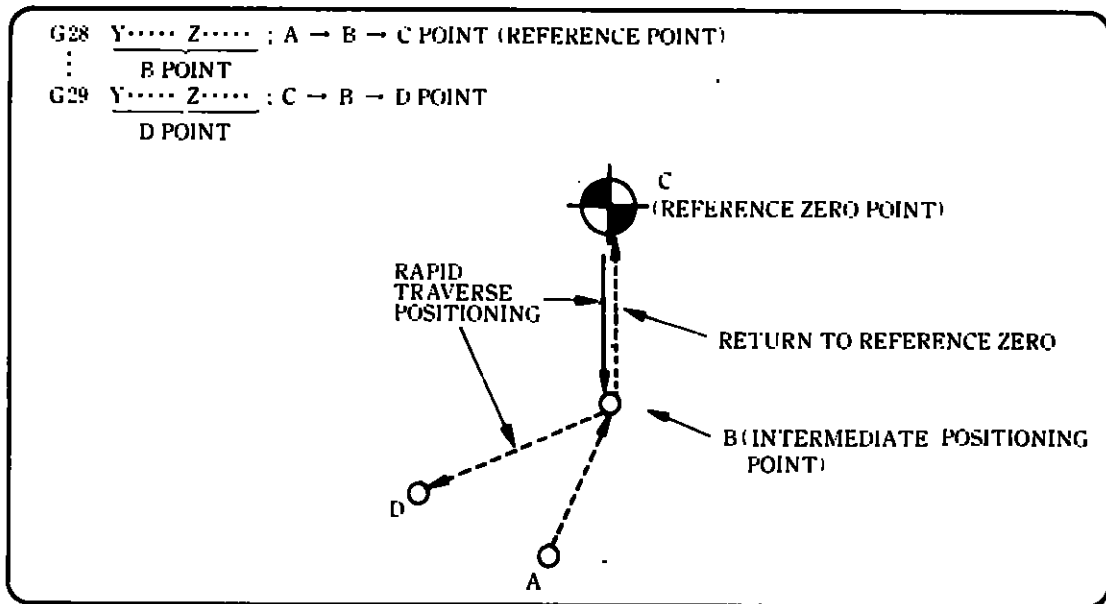 G28 Y····· Z····· ; A → B → C POINT (REFERENCE POINT)
B POINT
⋮
G29 Y····· Z····· ; C → B → D POINT
D POINT
C
(REFERENCE ZERO POINT)
RAPID
TRAVERSE
POSITIONING
RETURN TO REFERENCE ZERO
B (INTERMEDIATE POSITIONING
POINT)
D
A